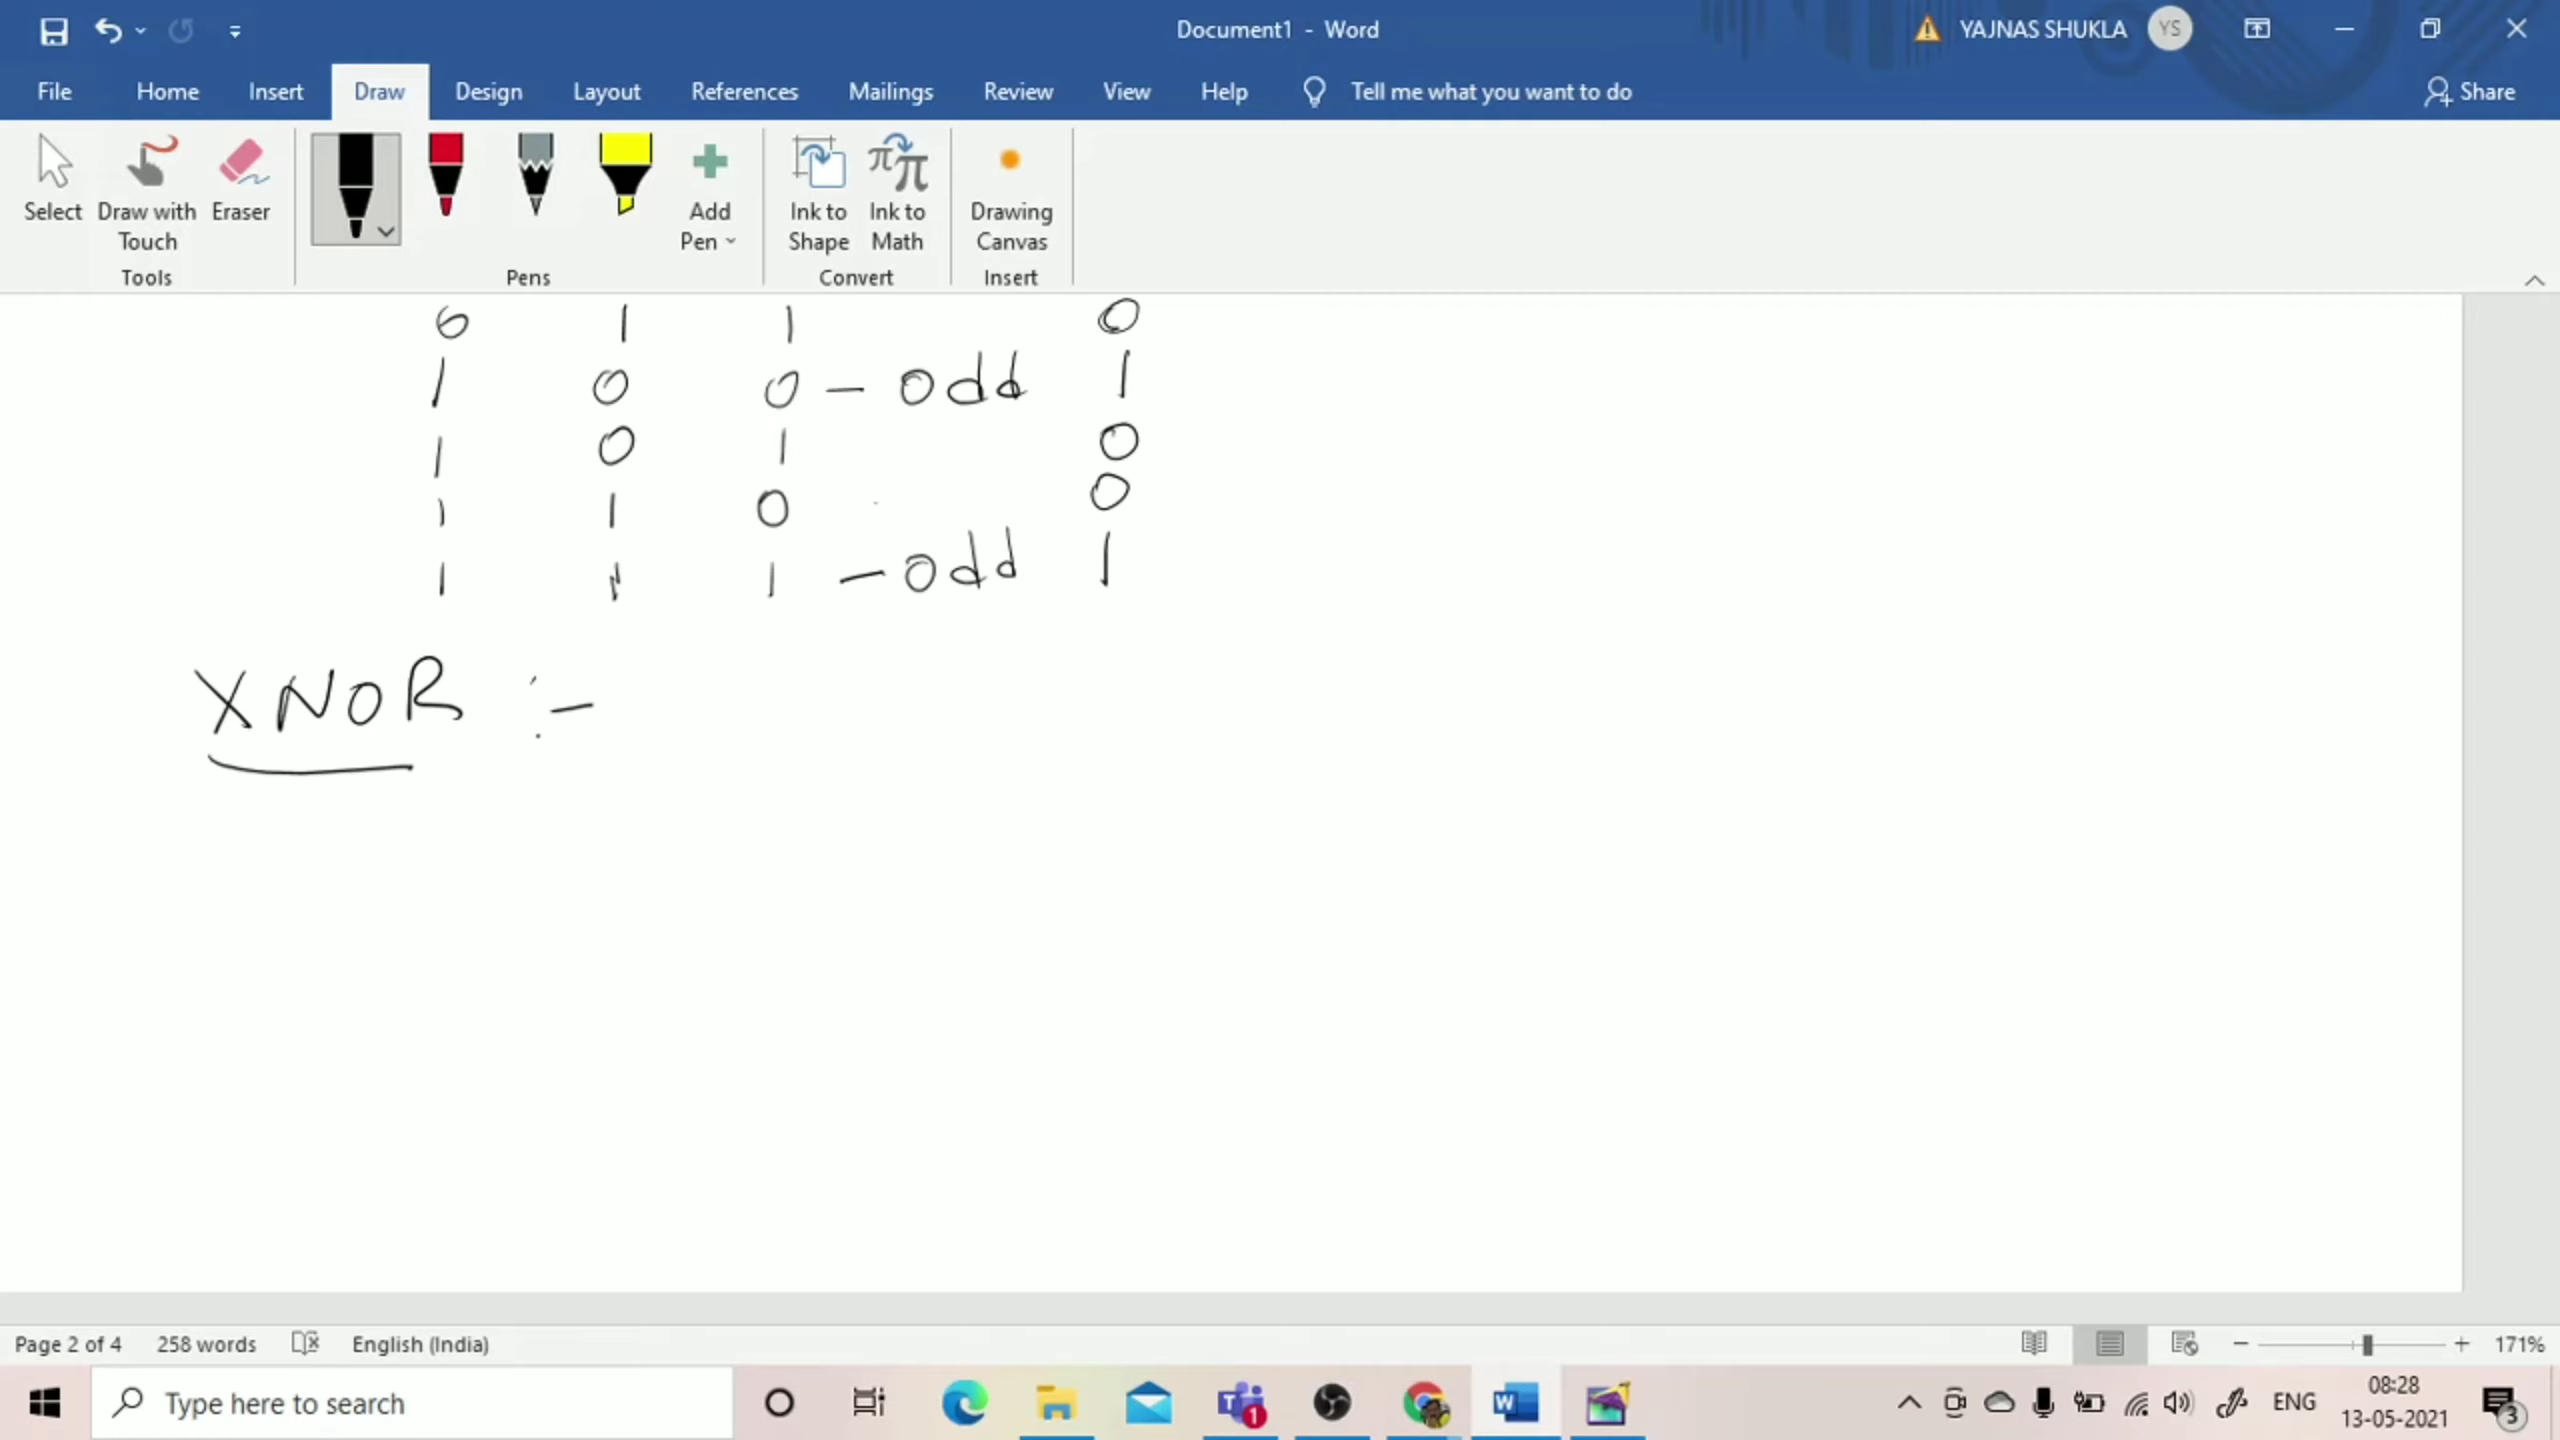 Document1 - Word
YAJNAS SHUKLA YS
File Home Insert Draw Design Layout References Mailings Review View Help Tell me what you want to do Share
Select Draw with Touch Eraser Add Pen Ink to Shape Ink to Math Drawing Canvas
Tools Pens Convert Insert
0 1 1 0
1 0 0 - odd 1
1 0 1 0
1 1 0 0
1 1 1 - odd 1
XNOR :-
Page 2 of 4 258 words English (India) 171%
Type here to search 1 ENG 08:28 3
13-05-2021